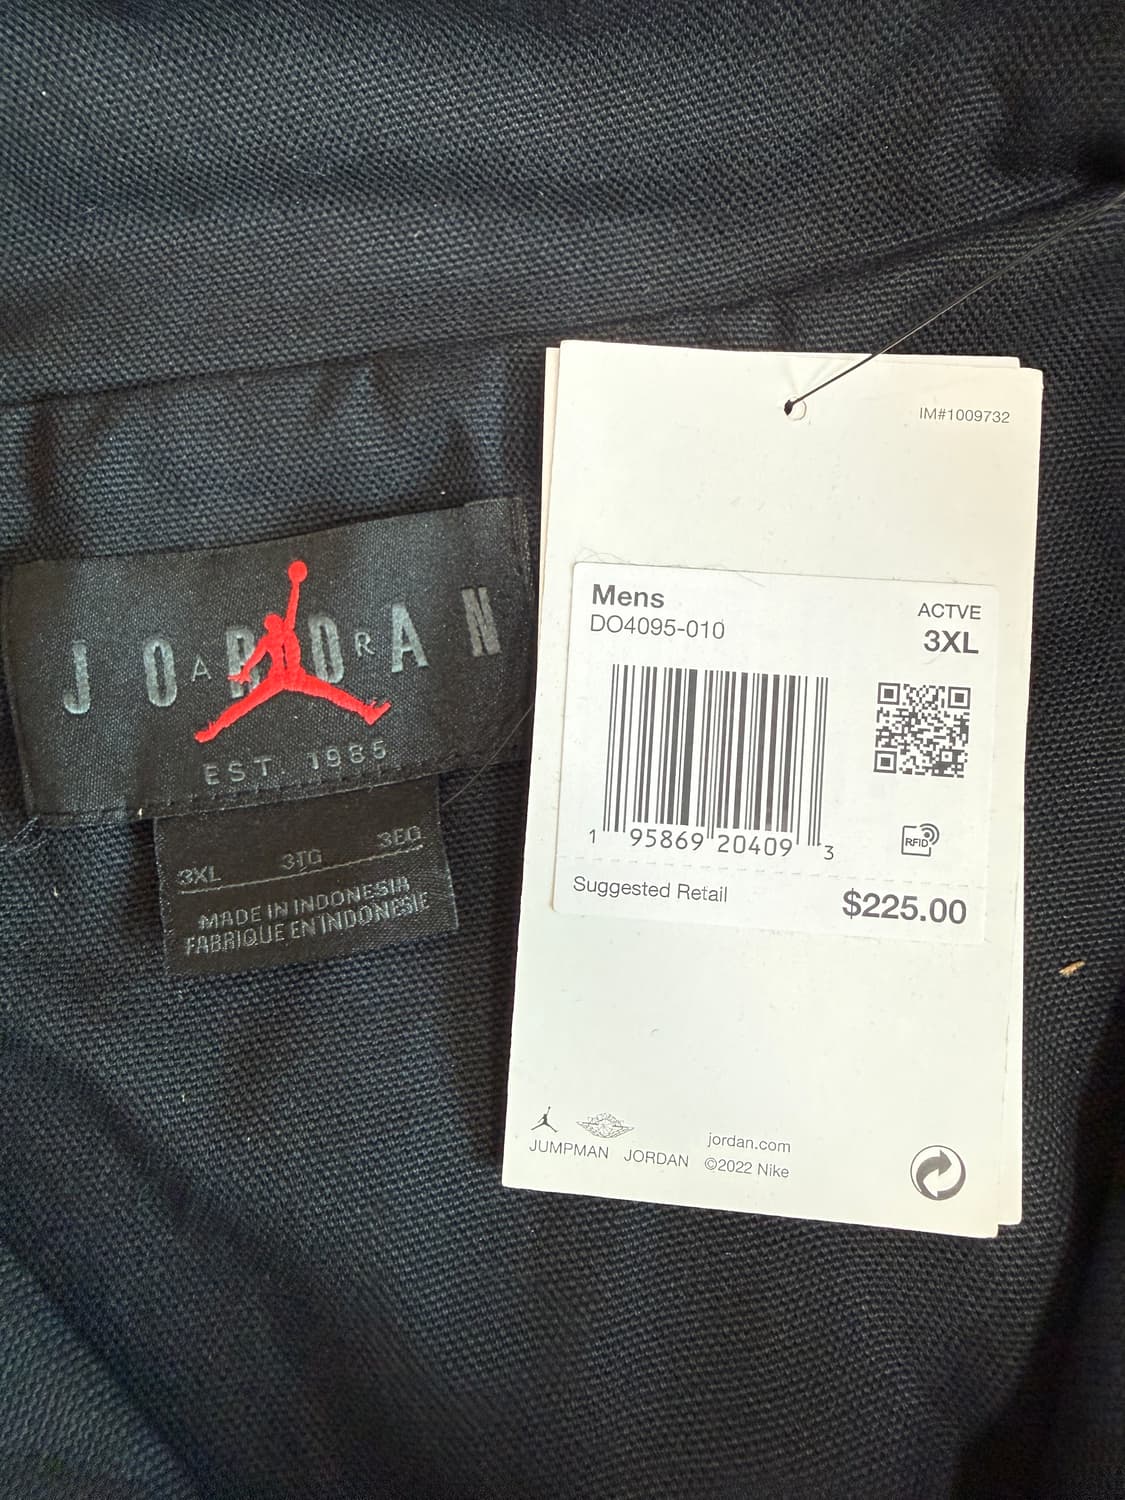 JORDAN
AIR
EST. 1985
3XL 3TG 3EG
MADE IN INDONESIA
FABRIQUE EN INDONÉSIE
IM#1009732
Mens
DO4095-010
ACTVE
3XL
1 95869 20409 3
RFID
Suggested Retail
$225.00
JUMPMAN JORDAN
jordan.com
©2022 Nike